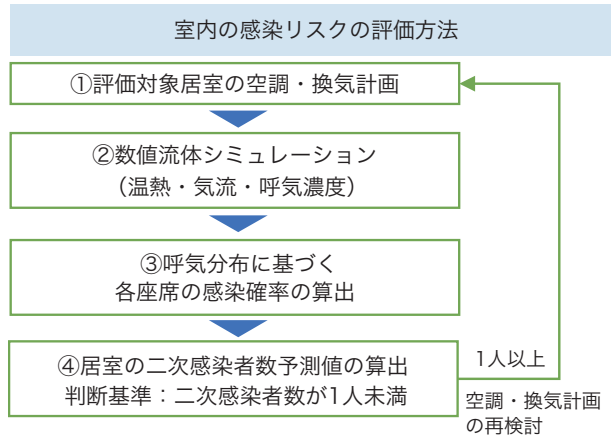 室内の感染リスクの評価方法
①評価対象居室の空調・換気計画
②数値流体シミュレーション
（温熱・気流・呼気濃度）
③呼気分布に基づく
各座席の感染確率の算出
④居室の二次感染者数予測値の算出
判断基準：二次感染者数が1人未満
1人以上
空調・換気計画
の再検討